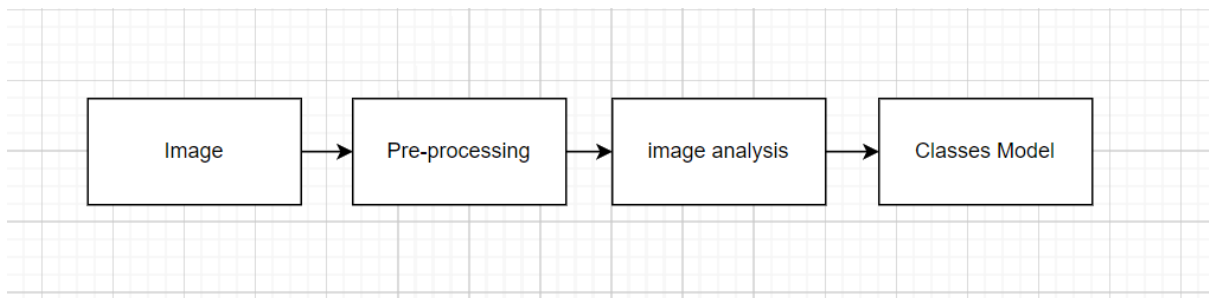 Image
Pre-processing
image analysis
Classes Model